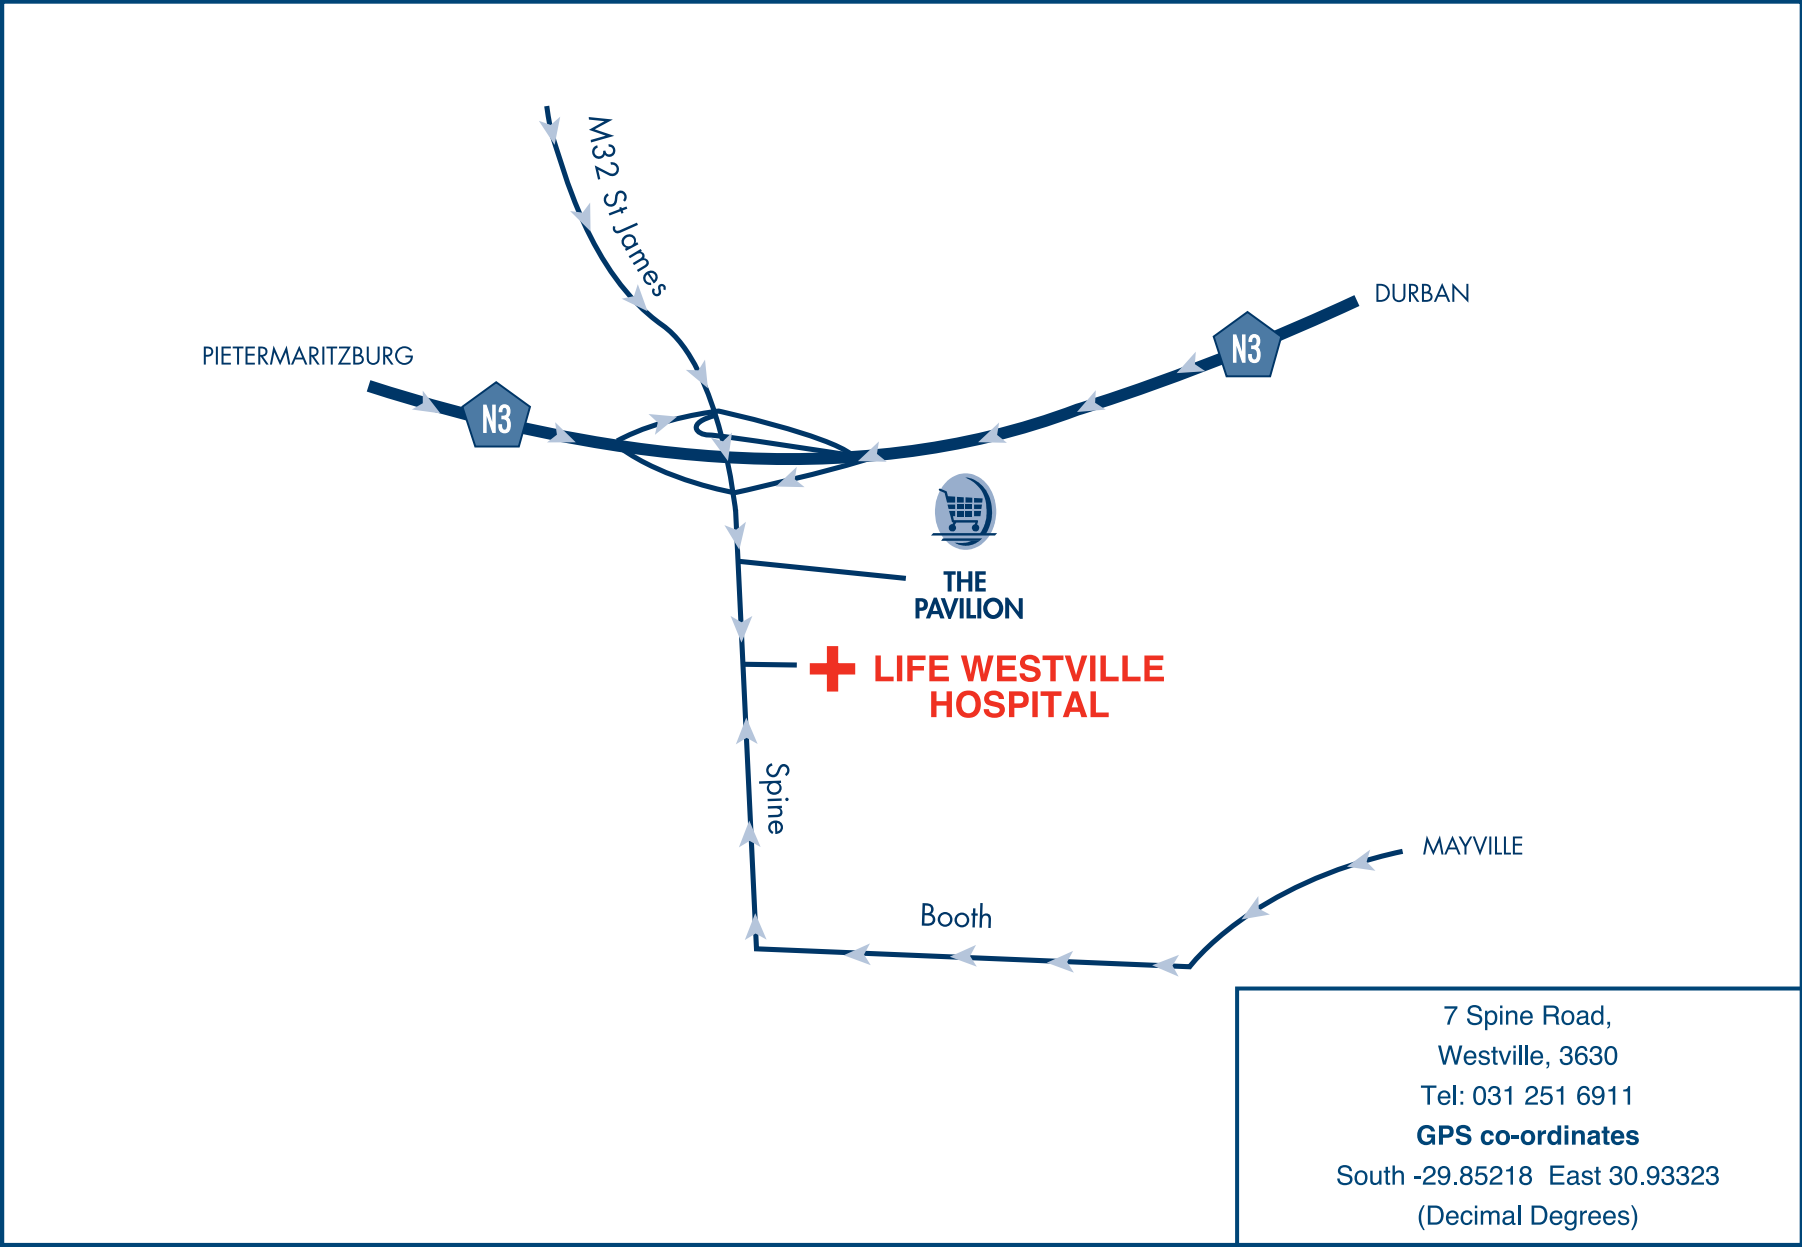 M32 St James
DURBAN
N3
PIETERMARITZBURG
N3
THE
PAVILION
LIFE WESTVILLE
HOSPITAL
Spine
MAYVILLE
Booth
7 Spine Road,
Westville, 3630
Tel: 031 251 6911
GPS co-ordinates
South -29.85218 East 30.93323
(Decimal Degrees)